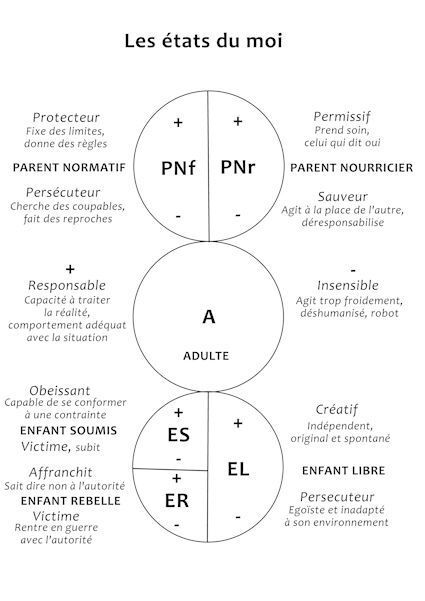 Les états du moi
Protecteur
Fixe des limites,
donne des règles
PARENT NORMATIF
Persécuteur
Cherche des coupables,
fait des reproches
+
PNf
-
+
PNr
-
Permissif
Prend soin,
celui qui dit oui
PARENT NOURRICIER
Sauveur
Agit à la place de l'autre,
déresponsabilise
+
Responsable
Capacité à traiter
la réalité,
comportement adéquat
avec la situation
A
ADULTE
-
Insensible
Agit trop froidement,
déshumanisé, robot
Obeissant
Capable de se conformer
à une contrainte
ENFANT SOUMIS
Victime, subit
Affranchit
Sait dire non à l'autorité
ENFANT REBELLE
Victime
Rentre en guerre
avec l'autorité
+
ES
-
+
ER
-
+
EL
-
Créatif
Indépendant,
original et spontané
ENFANT LIBRE
Persecuteur
Egoïste et inadapté
à son environnement